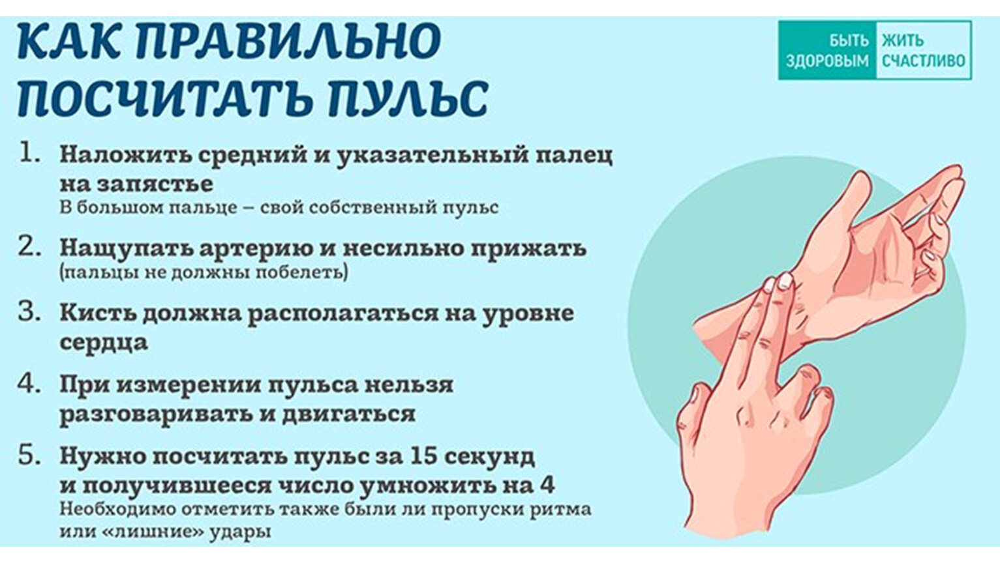 КАК ПРАВИЛЬНО
ПОСЧИТАТЬ ПУЛЬС
БЫТЬ ЗДОРОВЫМ
ЖИТЬ СЧАСТЛИВО
1. Наложить средний и указательный палец
на запястье
В большом пальце – свой собственный пульс
2. Нащупать артерию и несильно прижать
(пальцы не должны побелеть)
3. Кисть должна располагаться на уровне
сердца
4. При измерении пульса нельзя
разговаривать и двигаться
5. Нужно посчитать пульс за 15 секунд
и получившееся число умножить на 4
Необходимо отметить также были ли пропуски ритма
или «лишние» удары